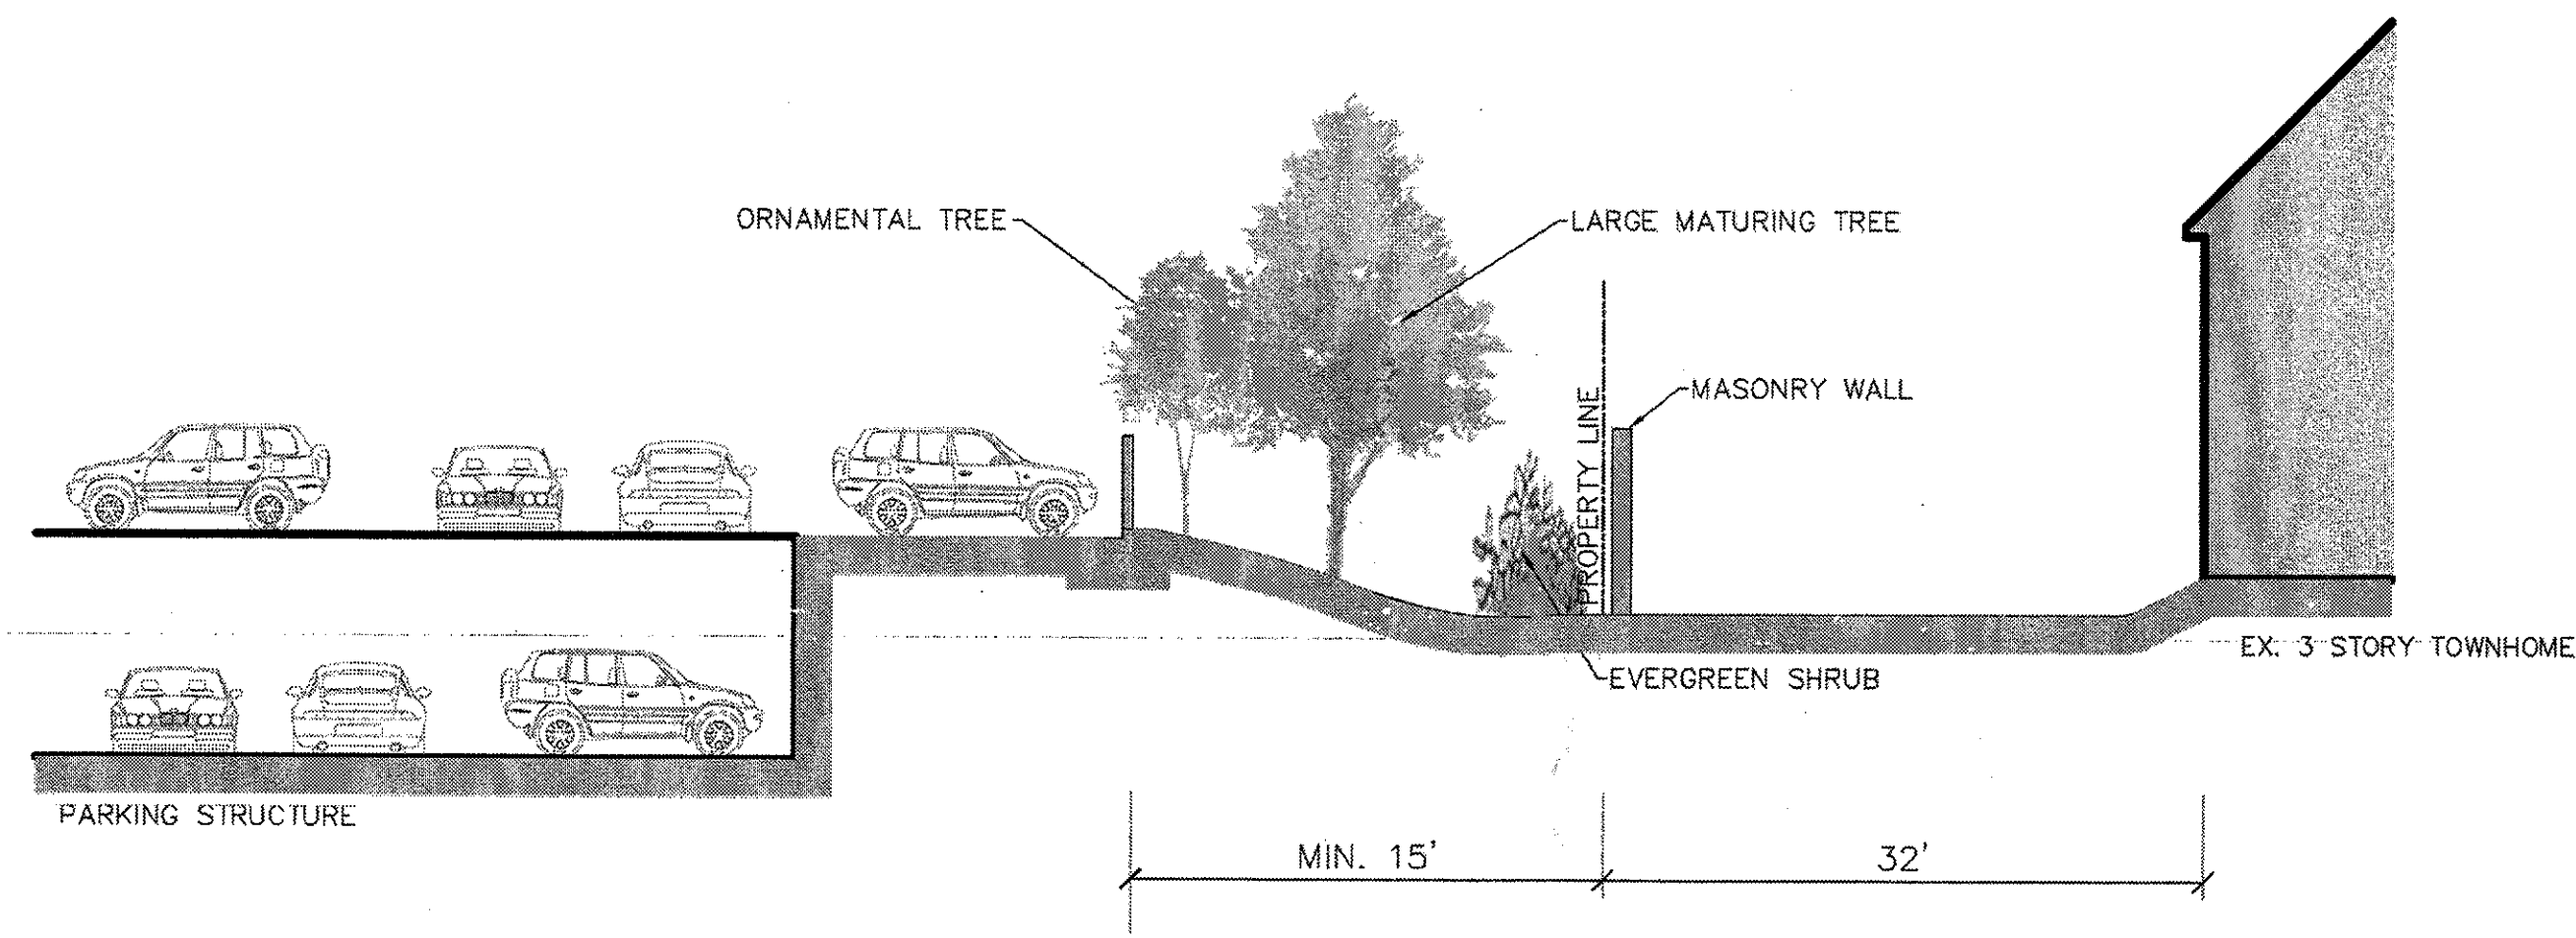 ORNAMENTAL TREE
LARGE MATURING TREE
MASONRY WALL
PROPERTY LINE
EX. 3 STORY TOWNHOME
EVERGREEN SHRUB
PARKING STRUCTURE
MIN. 15'
32'